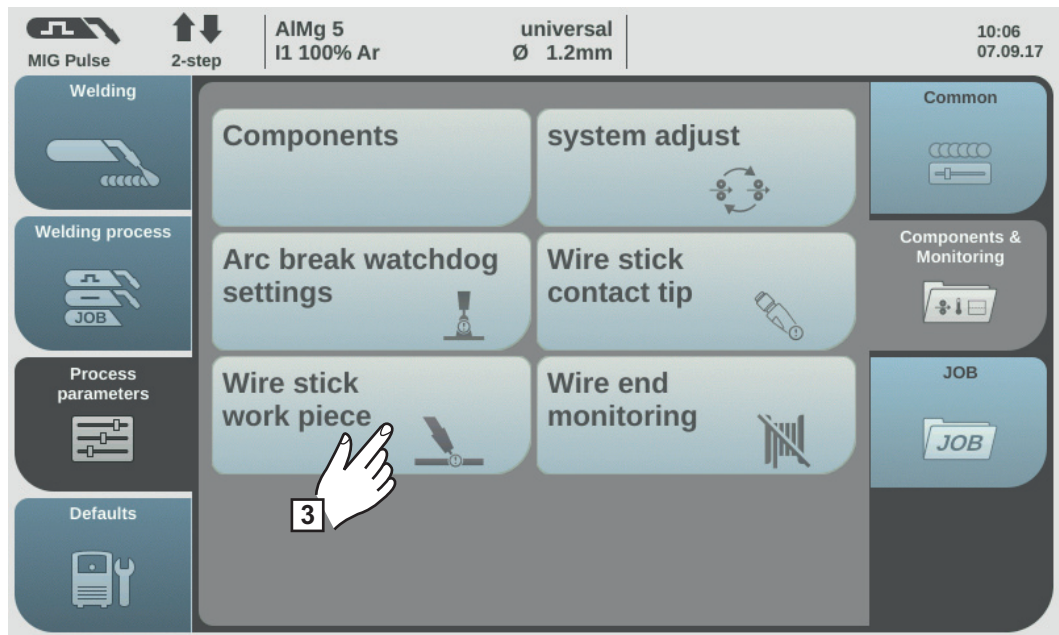 MIG Pulse
2-step
AlMg 5
I1 100% Ar
universal
Ø 1.2mm
10:06
07.09.17
Welding
Welding process
JOB
Process
parameters
Defaults
Components
system adjust
Arc break watchdog
settings
Wire stick
contact tip
Wire stick
work piece
Wire end
monitoring
3
Common
Components &
Monitoring
JOB
JOB